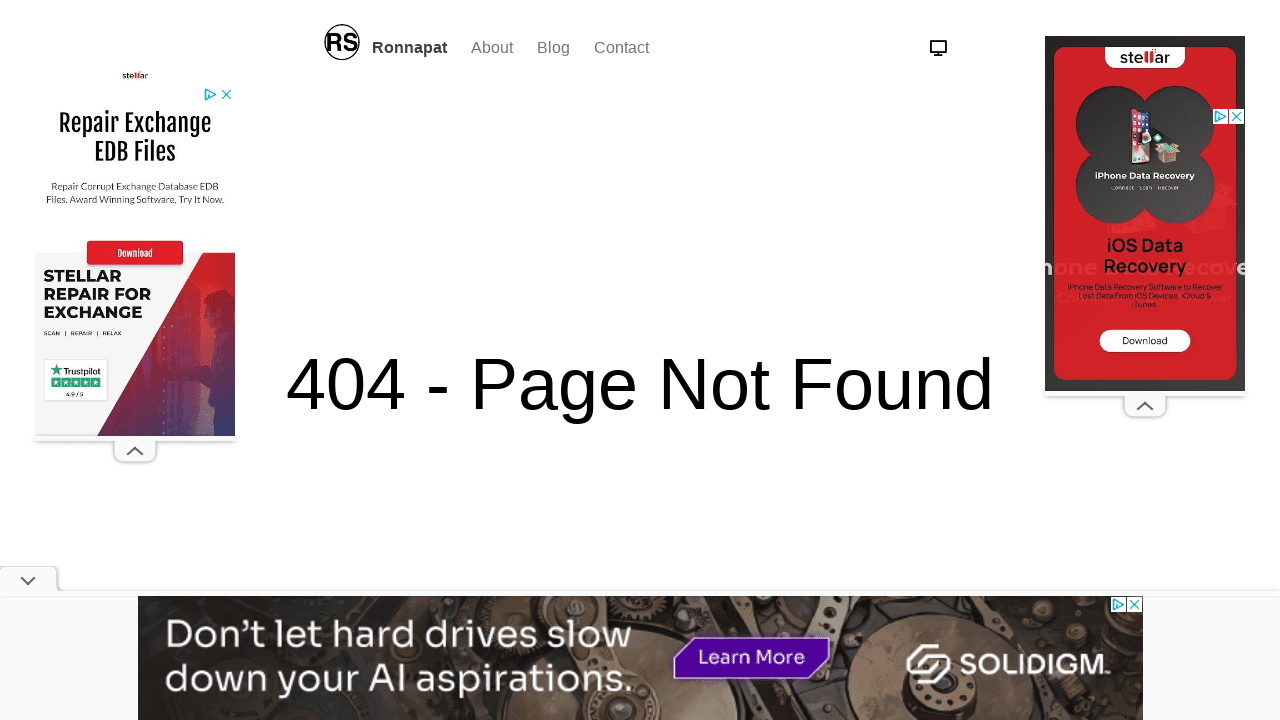 RS Ronnapat About Blog Contact
stellar
Repair Exchange
EDB Files
Repair Corrupt Exchange Database EDB
Files. Award Winning Software. Try It Now.
Download
STELLAR
REPAIR FOR
EXCHANGE
SCAN | REPAIR | RELAX
Trustpilot
4.9 / 5
stellar
iPhone Data Recovery
Connect Scan Recover
iOS Data
Recovery
iPhone Data Recovery Software to Recover
Lost Data From iOS Devices, iCloud &
iTunes.
Download
404 - Page Not Found
Don't let hard drives slow
down your AI aspirations.
Learn More
SOLIDIGM